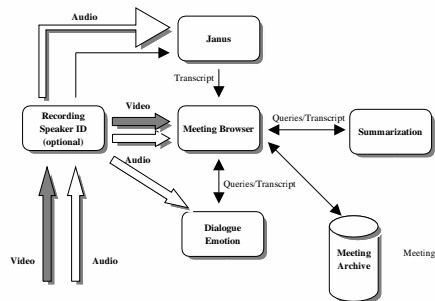 Audio
Janus
Transcript
Recording
Speaker ID
(optional)
Video
Meeting Browser
Queries/Transcript
Summarization
Audio
Queries/Transcript
Dialogue
Emotion
Meeting
Archive
Meeting
Video
Audio